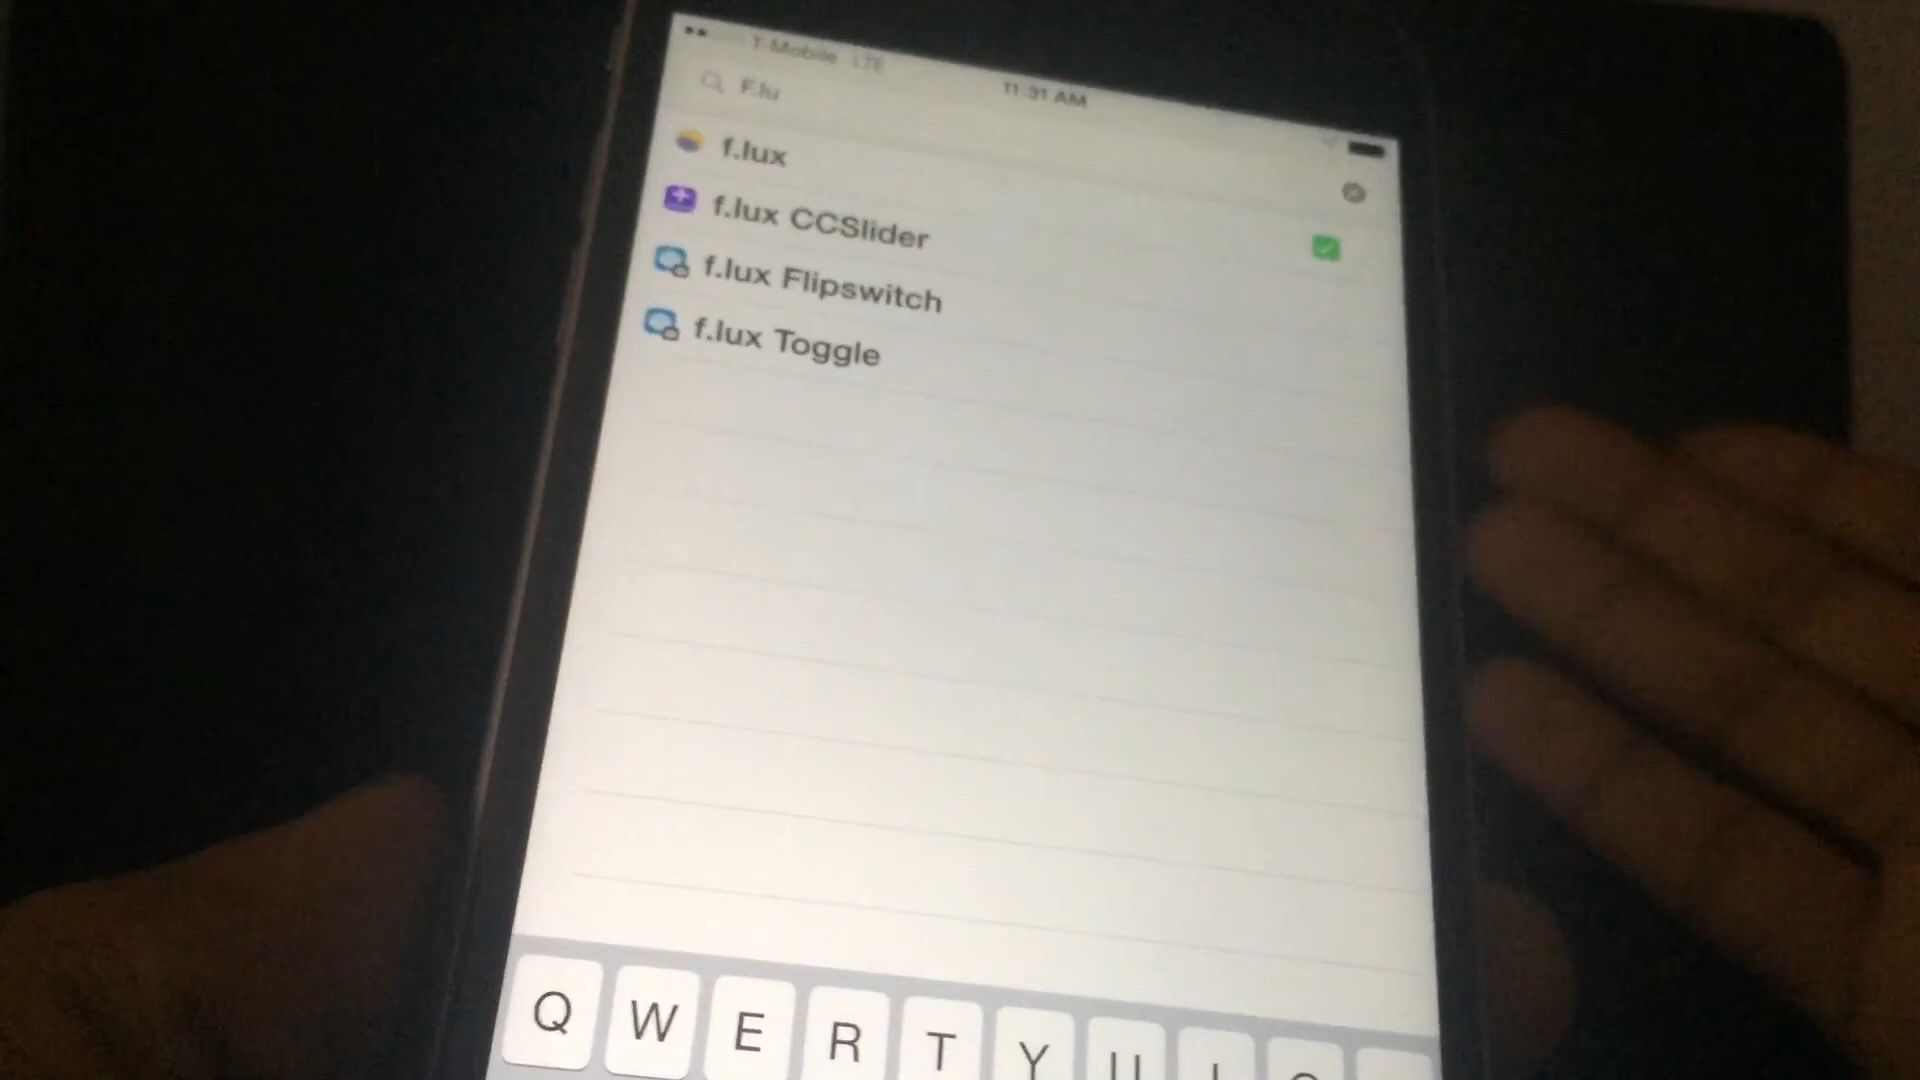 T-Mobile LTE
11:31 AM
F.lu
f.lux
f.lux CCSlider
f.lux Flipswitch
f.lux Toggle
Q W E R T Y U I O